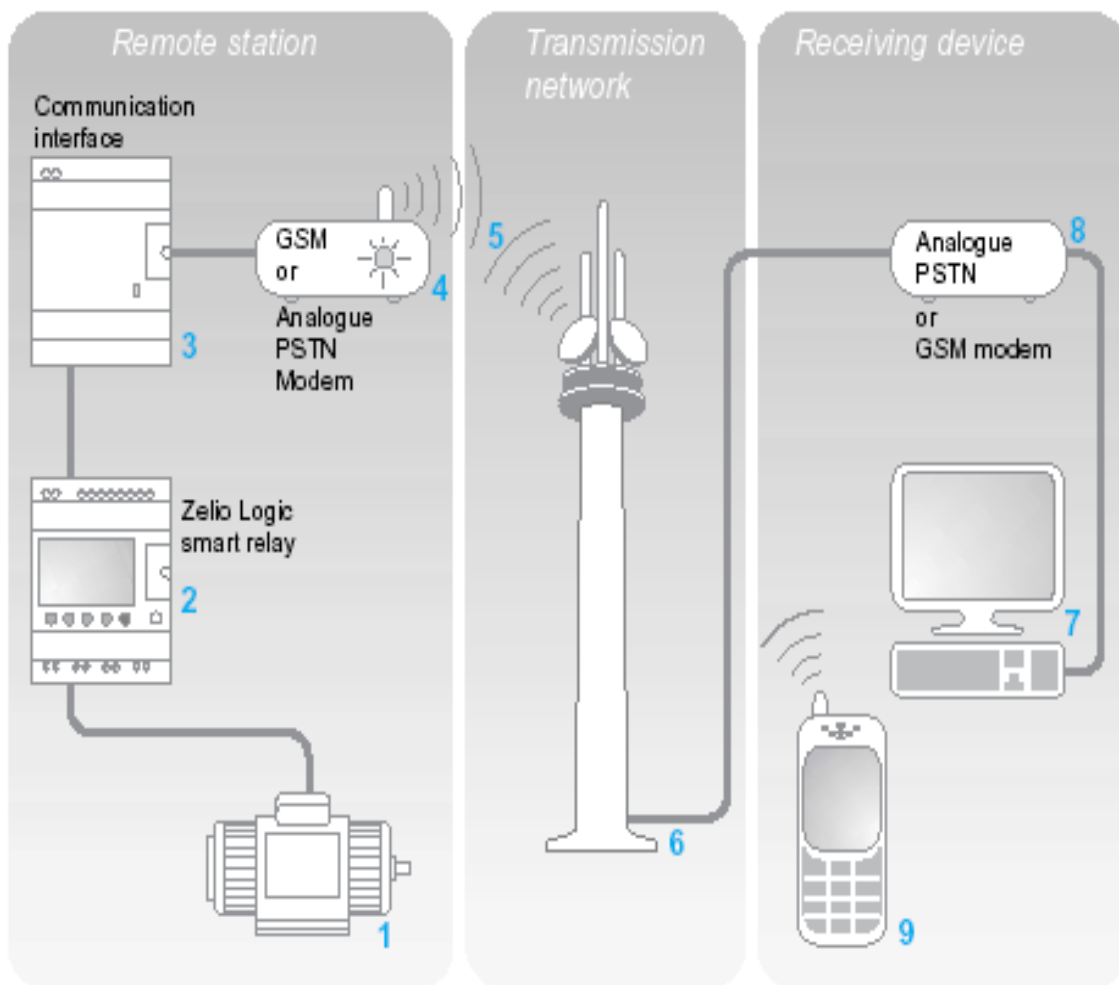 Remote station
Communication
interface
3
GSM
or
4
Analogue
PSTN
Modem
Zelio Logic
smart relay
2
1
Transmission
network
5
6
Receiving device
Analogue
PSTN
8
or
GSM modem
7
9